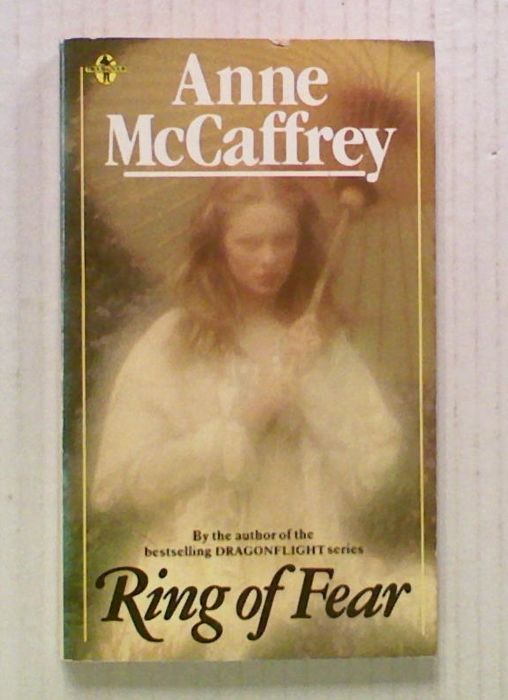 Anne
McCaffrey
By the author of the
bestselling DRAGONFLIGHT series
Ring of Fear